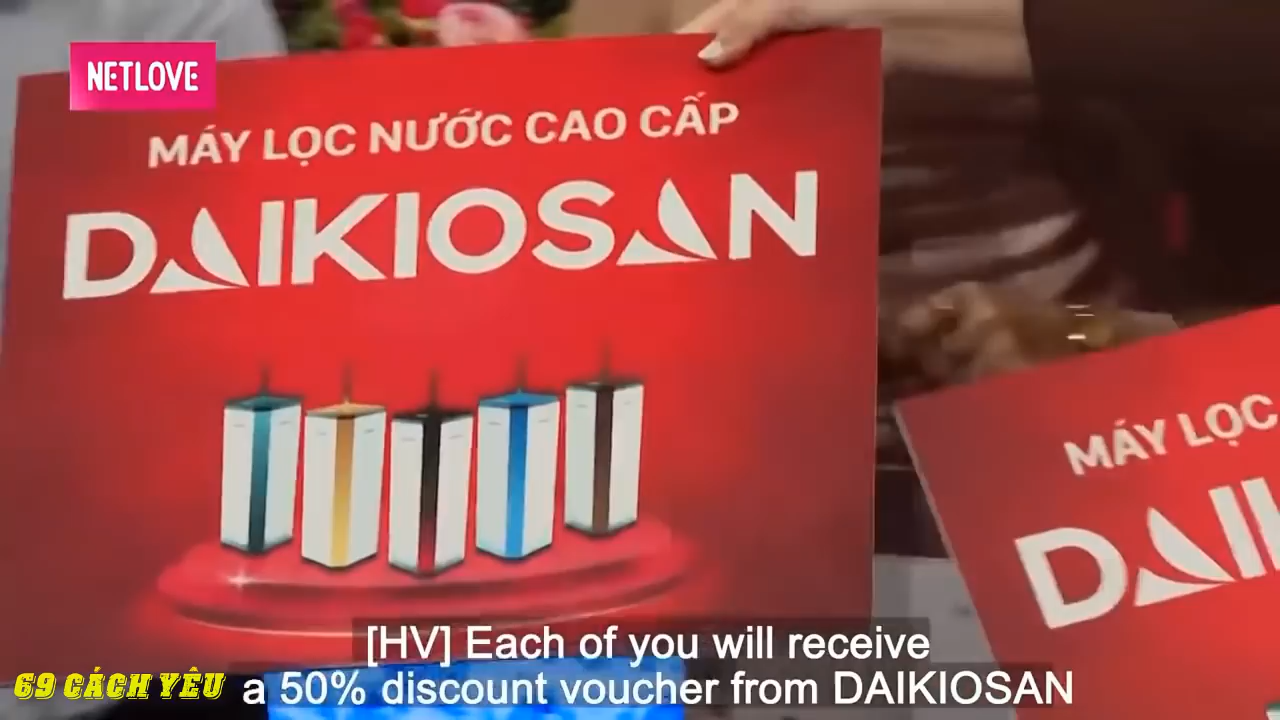 NETLOVE
MÁY LỌC NƯỚC CAO CẤP
DAIKIOSAN
MÁY LỌC
[HV] Each of you will receive
a 50% discount voucher from DAIKIOSAN
69 CÁCH YÊU